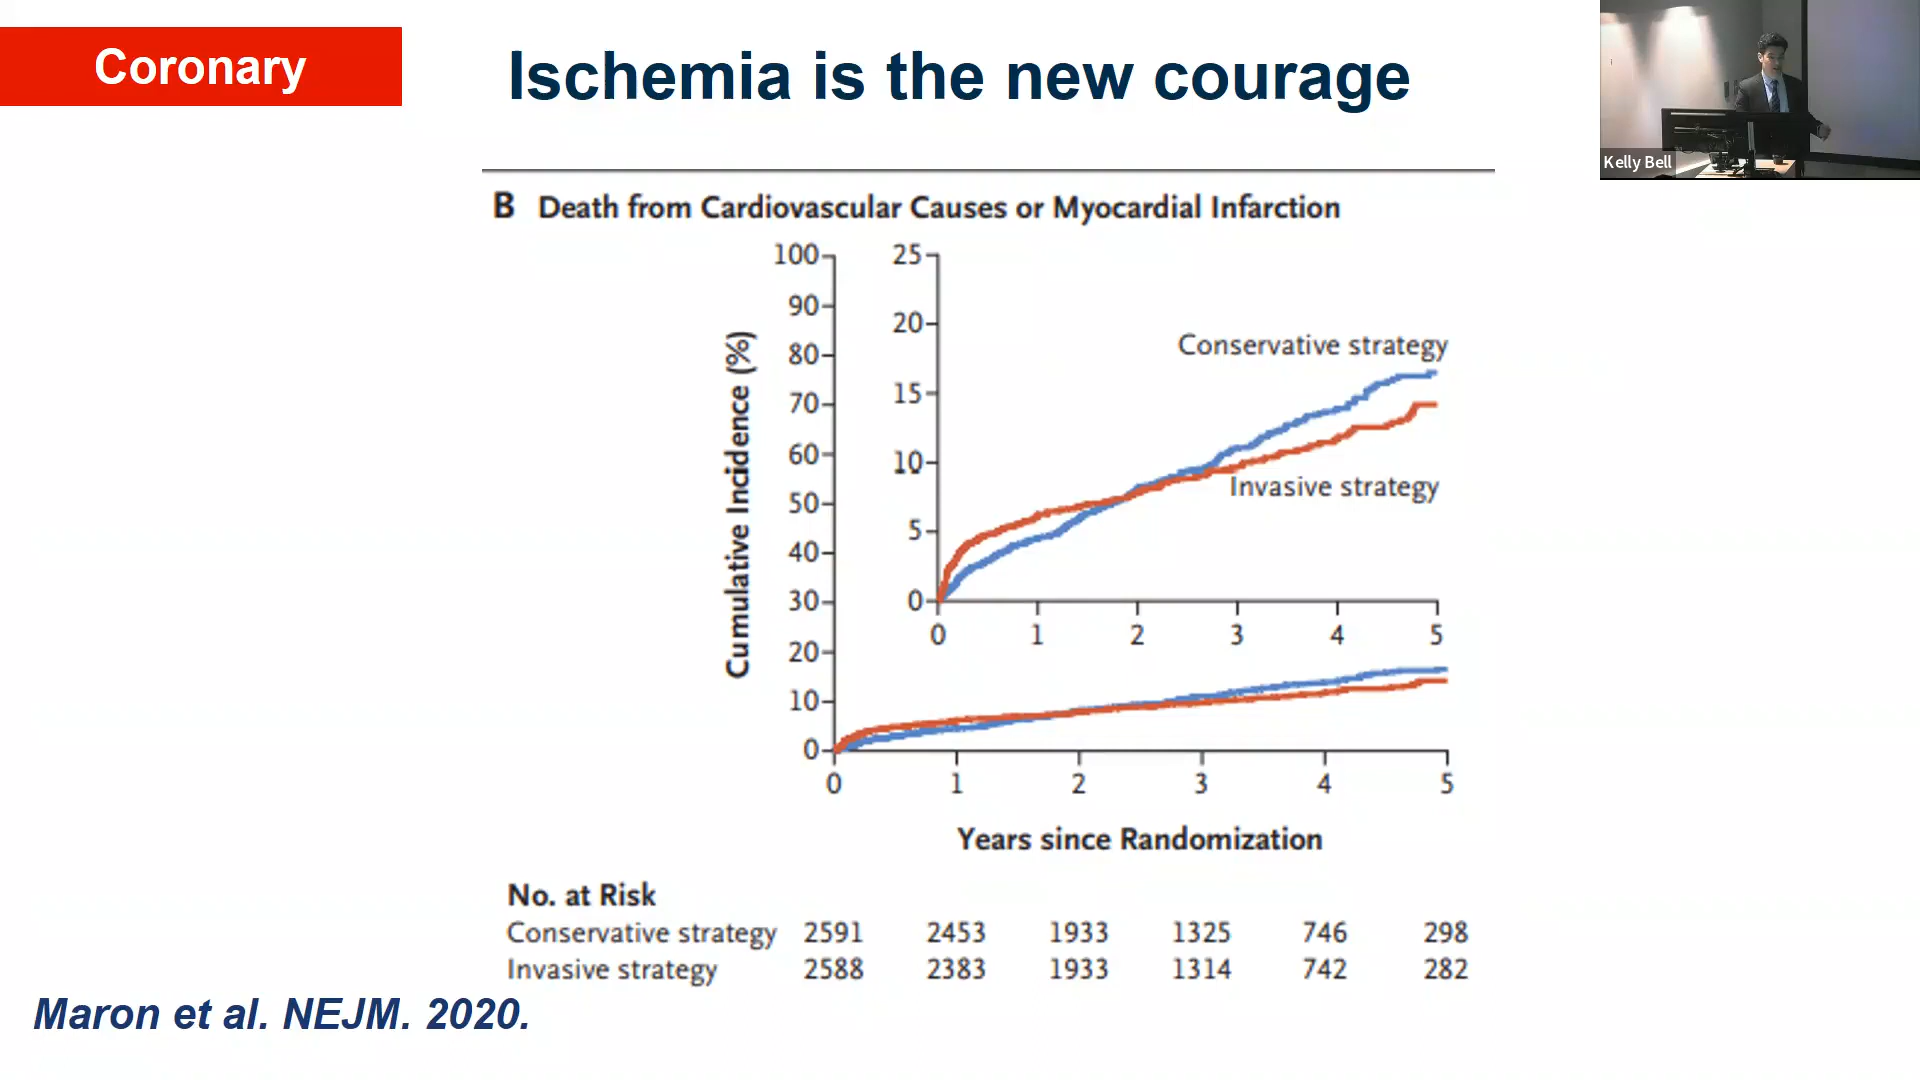 Coronary
Ischemia is the new courage
Kelly Bell
B Death from Cardiovascular Causes or Myocardial Infarction
Cumulative Incidence (%)
100
90
80
70
60
50
40
30
20
10
0
25
20
15
10
5
0
Conservative strategy
Invasive strategy
0 1 2 3 4 5
0 1 2 3 4 5
Years since Randomization
No. at Risk
Conservative strategy 2591 2453 1933 1325 746 298
Invasive strategy 2588 2383 1933 1314 742 282
Maron et al. NEJM. 2020.